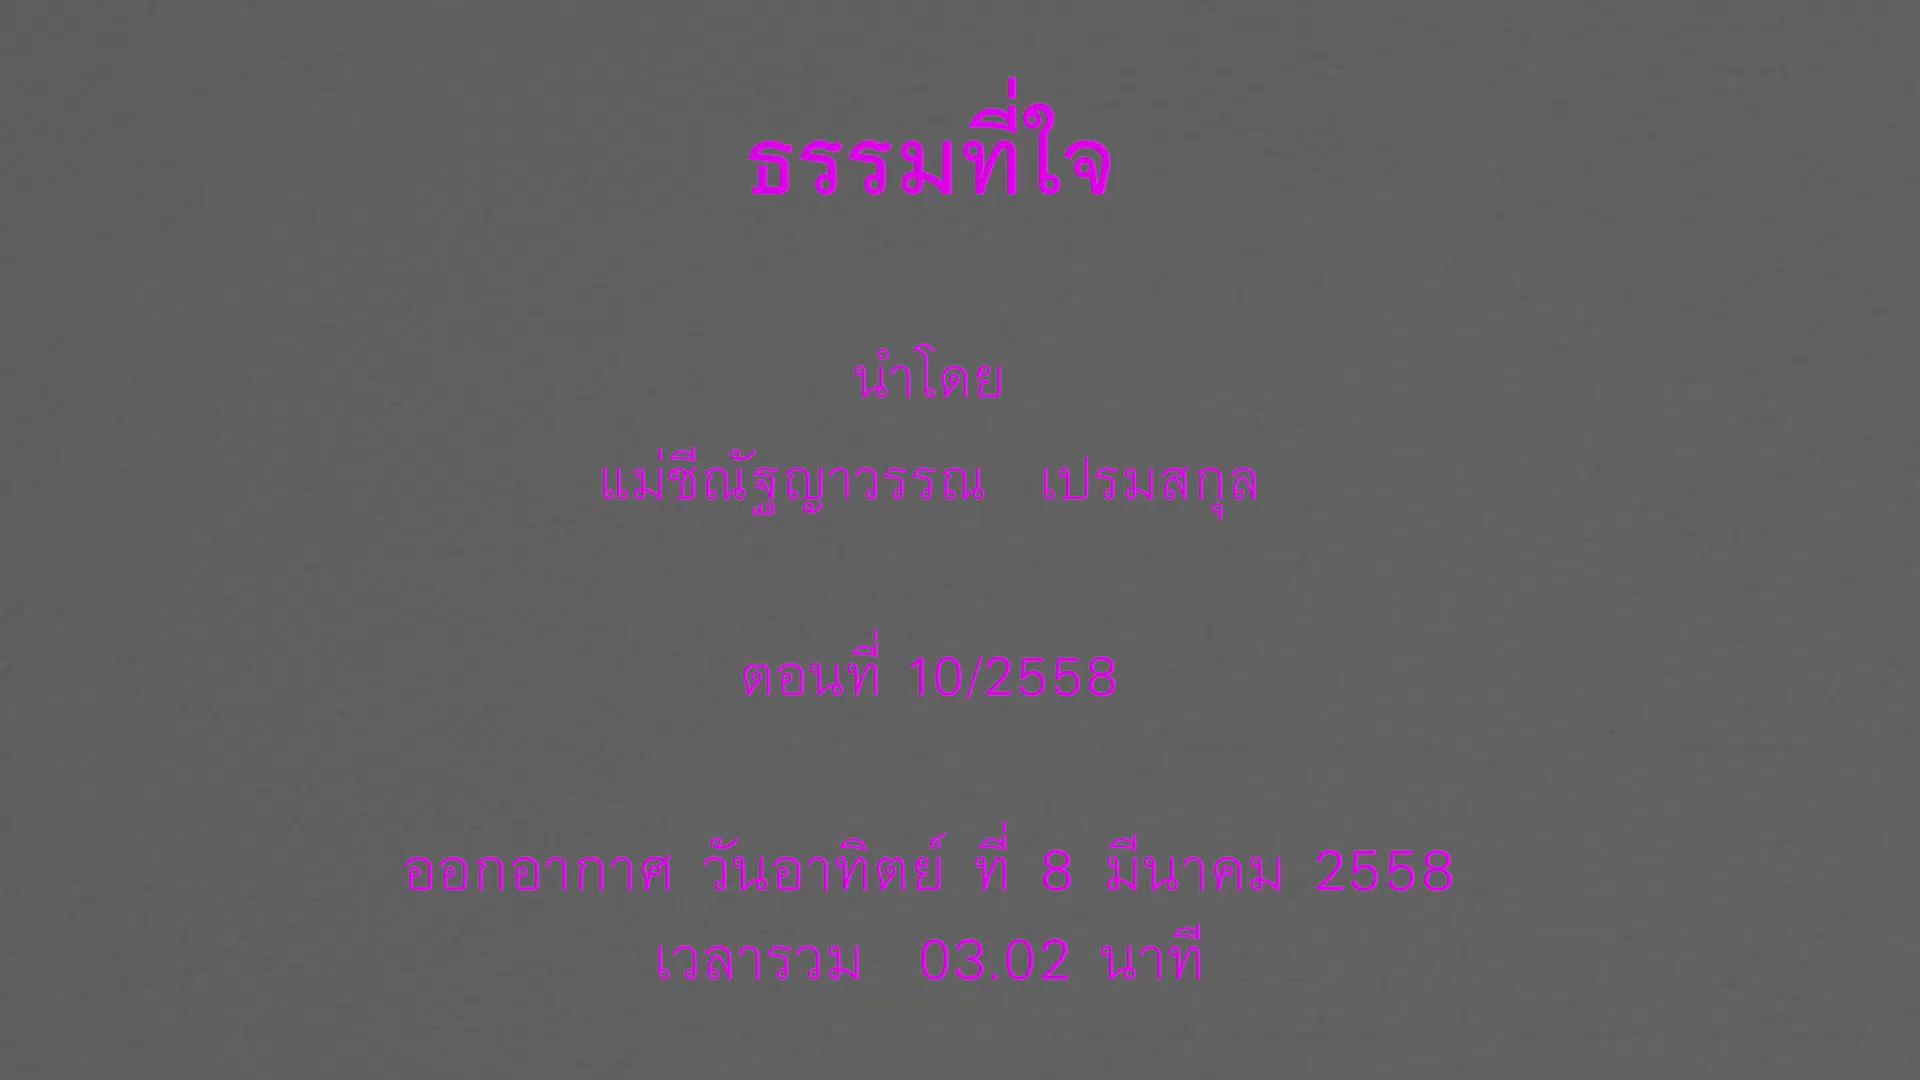 ธรรมที่ใจ
นำโดย
แม่ชีณัฐญาวรรณ เปรมสกุล
ตอนที่ 10/2558
ออกอากาศ วันอาทิตย์ ที่ 8 มีนาคม 2558
เวลารวม 03.02 นาที